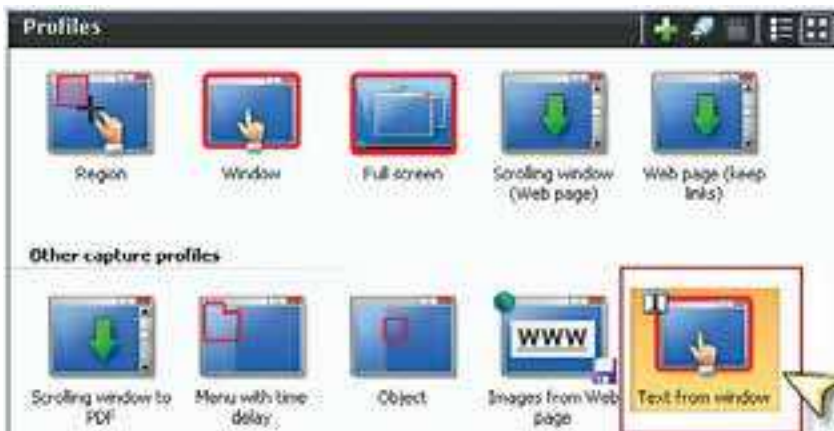 Profiles
Region
Window
Full screen
Scrolling window
(Web page)
Web page (keep
links)
Other capture profiles
Scrolling window to
PDF
Menu with time
delay
Object
WWW
Images from Web
page
Text from window